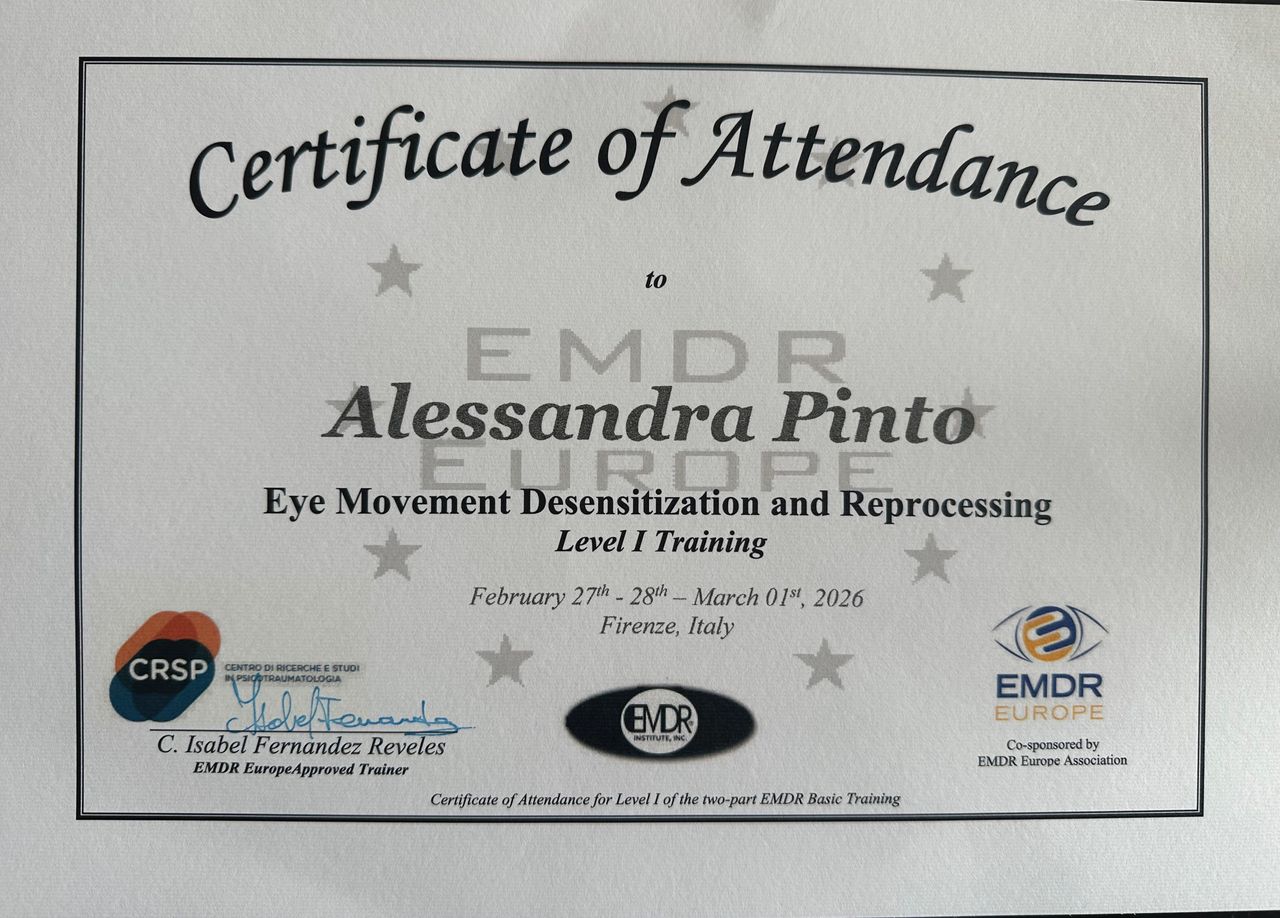 Certificate of Attendance
to
EMDR
Alessandra Pinto
EUROPE
Eye Movement Desensitization and Reprocessing
Level I Training
February 27th - 28th – March 01st, 2026
Firenze, Italy
CRSP
CENTRO DI RICERCHE E STUDI
IN PSICOTRAUMATOLOGIA
Isabel Fernandez
C. Isabel Fernandez Reveles
EMDR EuropeApproved Trainer
EMDR
INSTITUTE, INC.
EMDR
EUROPE
Co-sponsored by
EMDR Europe Association
Certificate of Attendance for Level I of the two-part EMDR Basic Training